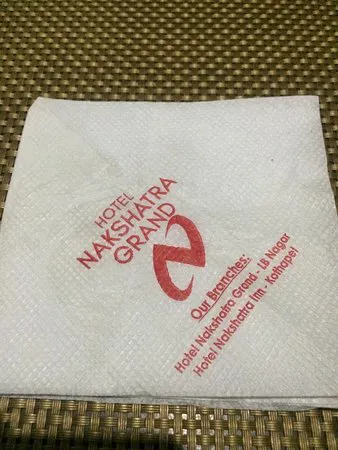 HOTEL
NAKSHATRA
GRAND
Our Branches:
Hotel Nakshatra Grand - LB Nagar
Hotel Nakshatra Inn - Kothapet